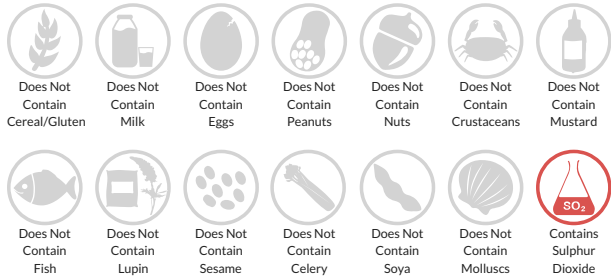 Does Not Contain Cereal/Gluten
Does Not Contain Milk
Does Not Contain Eggs
Does Not Contain Peanuts
Does Not Contain Nuts
Does Not Contain Crustaceans
Does Not Contain Mustard
SO₂
Does Not Contain Fish
Does Not Contain Lupin
Does Not Contain Sesame
Does Not Contain Celery
Does Not Contain Soya
Does Not Contain Molluscs
Contains Sulphur Dioxide